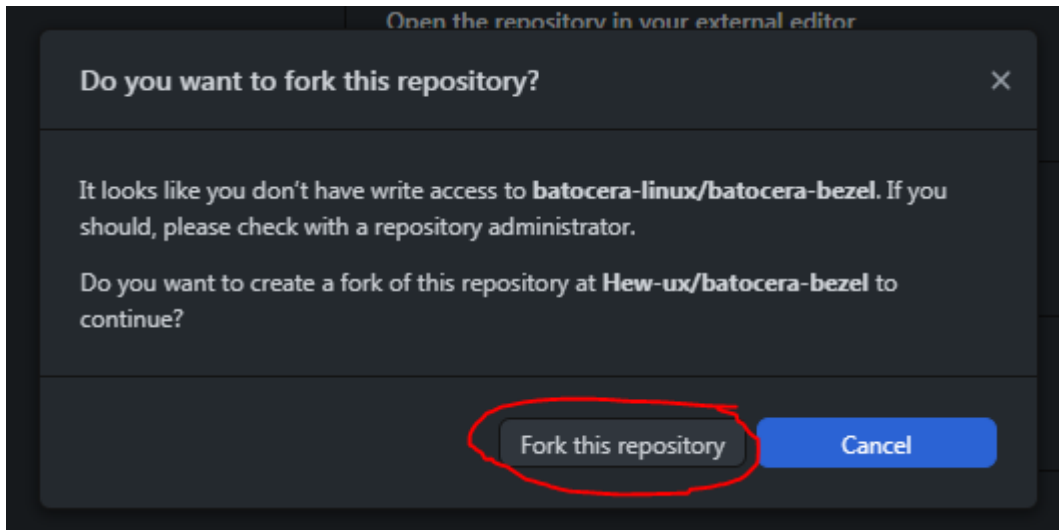 Open the repository in your external editor
Do you want to fork this repository?
It looks like you don't have write access to batocera-linux/batocera-bezel. If you
should, please check with a repository administrator.
Do you want to create a fork of this repository at Hew-ux/batocera-bezel to
continue?
Fork this repository
Cancel